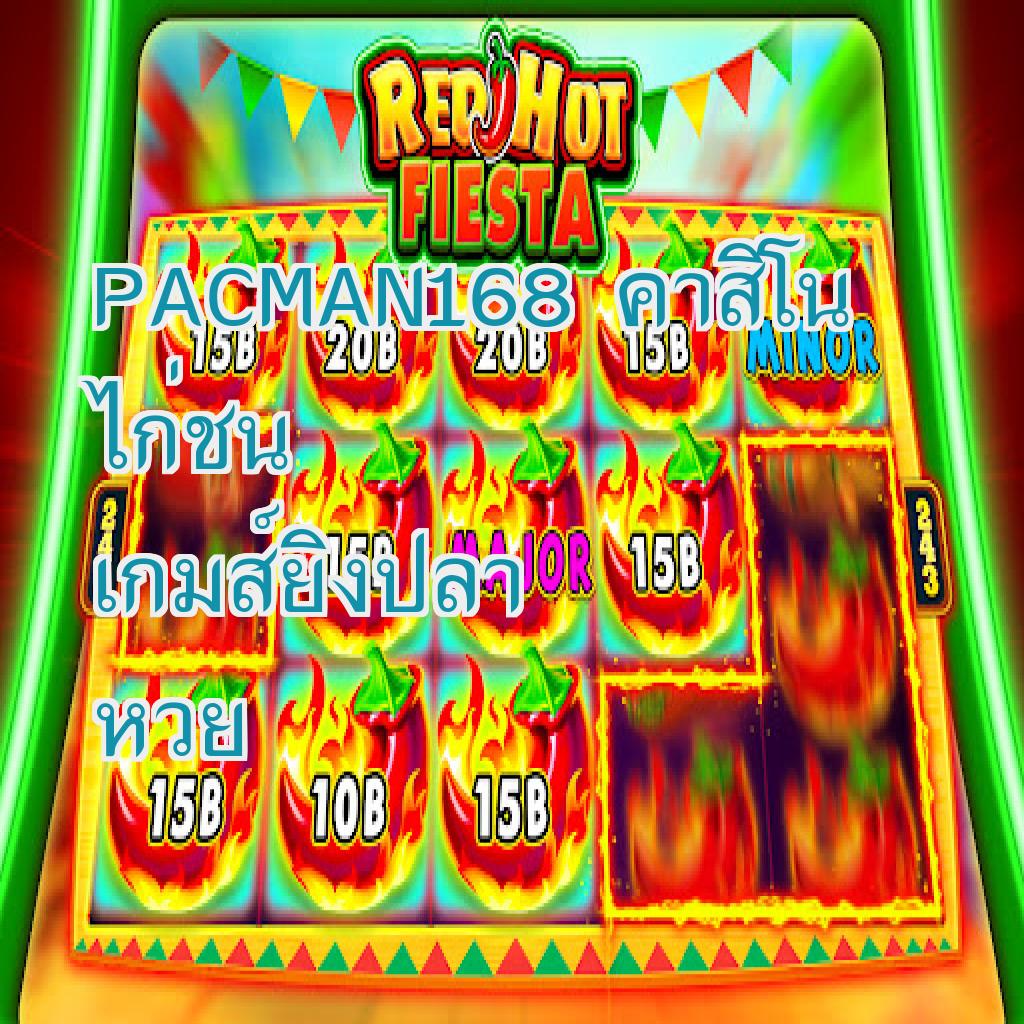 RED HOT
FIESTA
PACMAN168 คาสิโน
15B 20B 20B 15B MINOR
ไก่ชน
243 15B MAJOR 15B 243
เกมส์ยิงปลา
หวย
15B 10B 15B